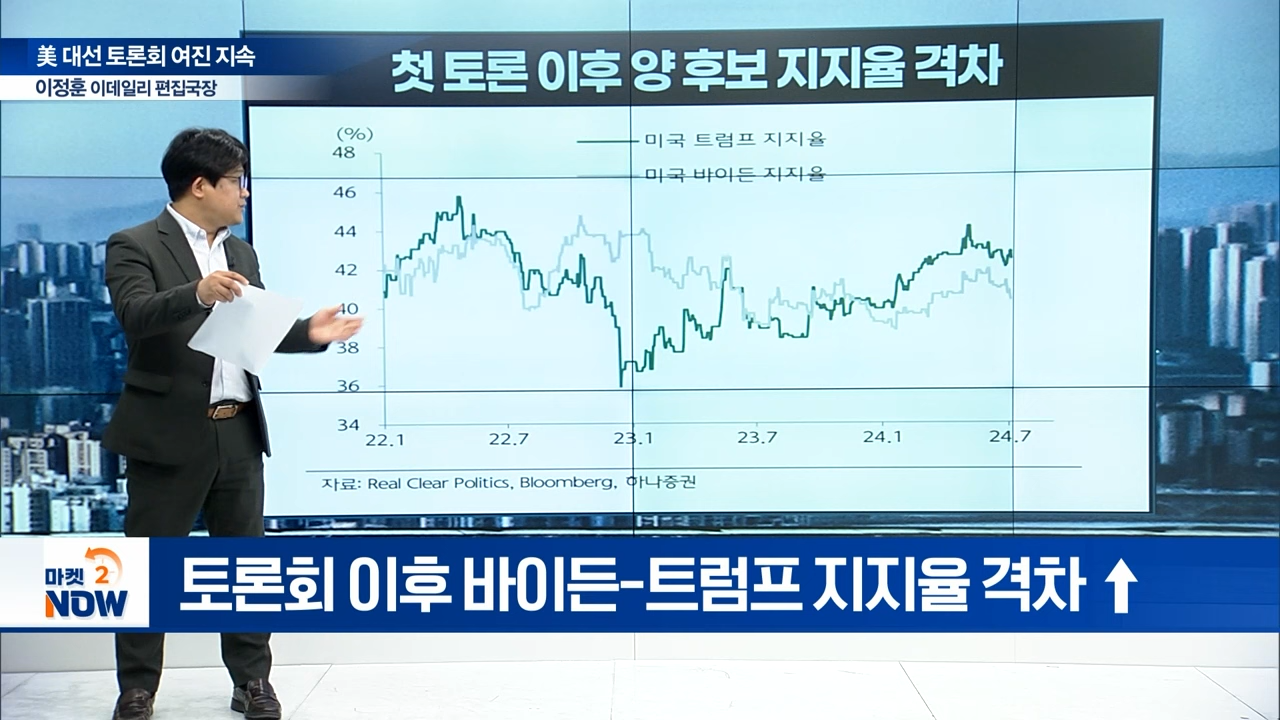 美 대선 토론회 여진 지속
이정훈 이데일리 편집국장
첫 토론 이후 양 후보 지지율 격차
(%)
미국 트럼프 지지율
미국 바이든 지지율
48
46
44
42
40
38
36
34
22.1
22.7
23.1
23.7
24.1
24.7
자료: Real Clear Politics, Bloomberg, 하나증권
마켓 2
NOW
토론회 이후 바이든-트럼프 지지율 격차 ⬆